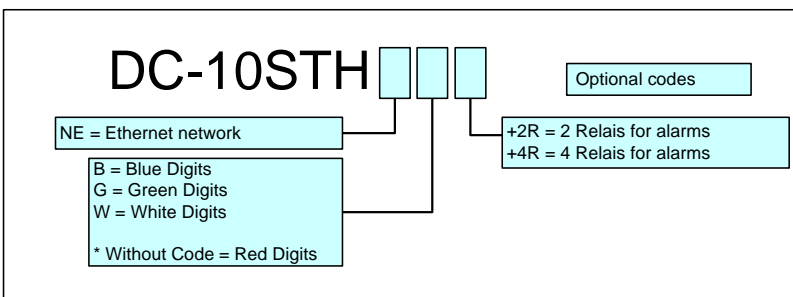 DC-10STH
Optional codes
NE = Ethernet network
+2R = 2 Relais for alarms
+4R = 4 Relais for alarms
B = Blue Digits
G = Green Digits
W = White Digits
* Without Code = Red Digits